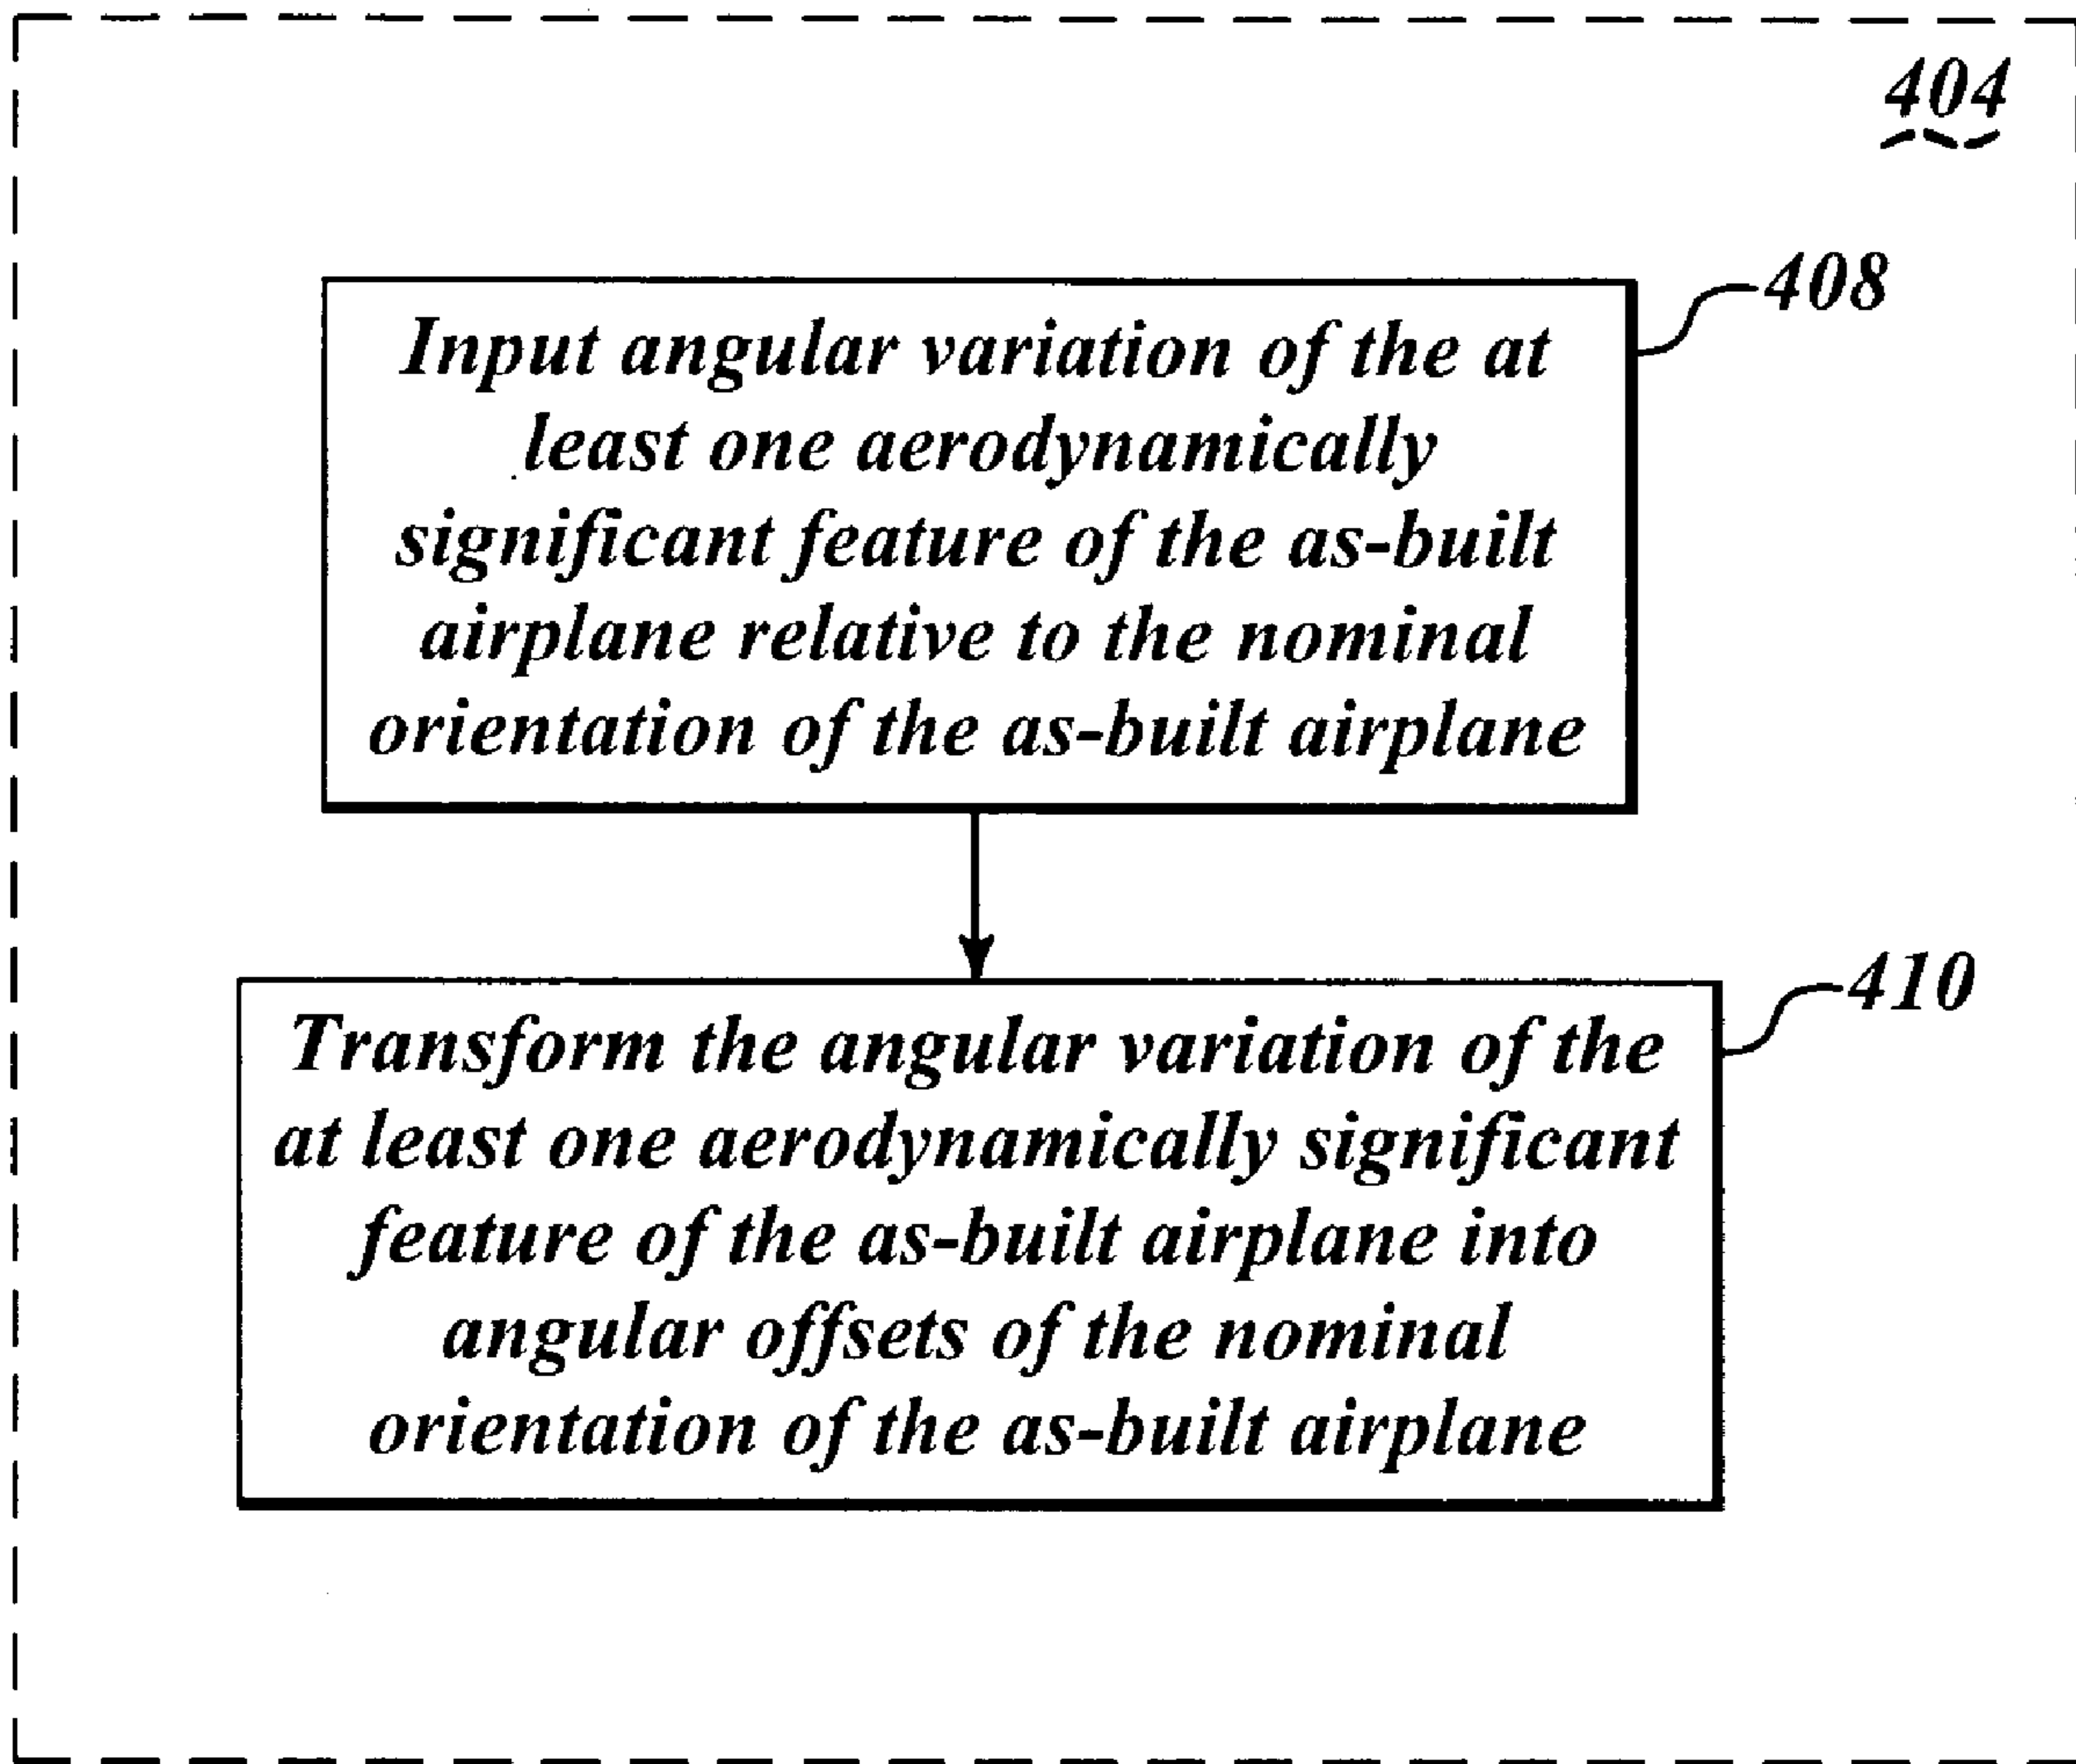 404
408
Input angular variation of the at
least one aerodynamically
significant feature of the as-built
airplane relative to the nominal
orientation of the as-built airplane
410
Transform the angular variation of the
at least one aerodynamically significant
feature of the as-built airplane into
angular offsets of the nominal
orientation of the as-built airplane